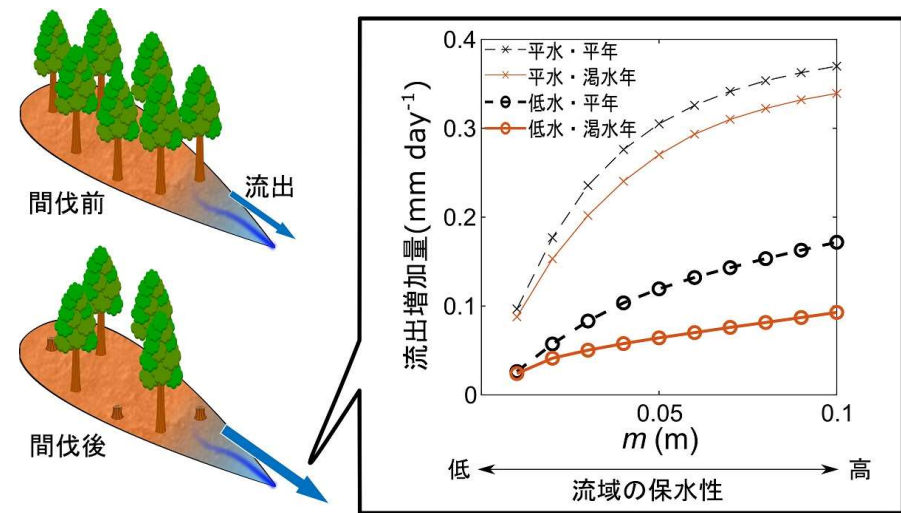 間伐前
流出
間伐後
平水・平年
平水・渇水年
低水・平年
低水・渇水年
流出増加量(mm day⁻¹)
0.4
0.3
0.2
0.1
0
0.05
0.1
m (m)
低
高
流域の保水性